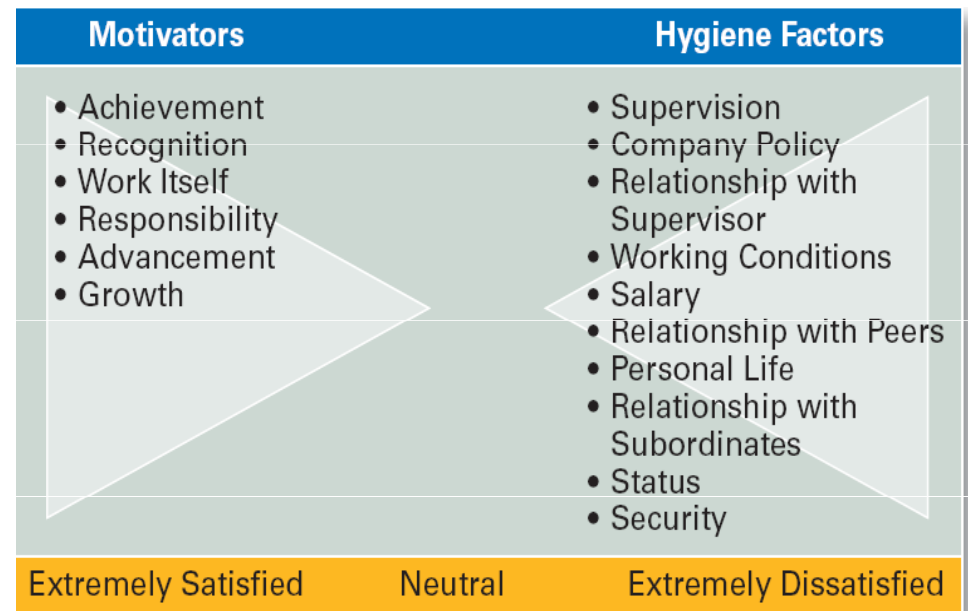 Motivators
Hygiene Factors
• Achievement
• Recognition
• Work Itself
• Responsibility
• Advancement
• Growth
• Supervision
• Company Policy
• Relationship with
Supervisor
• Working Conditions
• Salary
• Relationship with Peers
• Personal Life
• Relationship with
Subordinates
• Status
• Security
Extremely Satisfied
Neutral
Extremely Dissatisfied